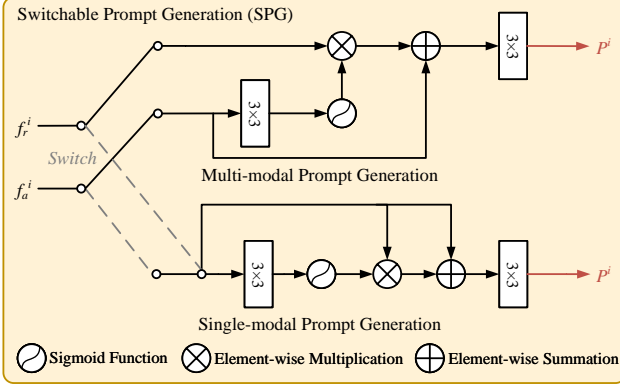 Switchable Prompt Generation (SPG)
3×3
P^i
3×3
f_r^i
Switch
f_a^i
Multi-modal Prompt Generation
3×3
3×3
P^i
Single-modal Prompt Generation
Sigmoid Function
Element-wise Multiplication
Element-wise Summation